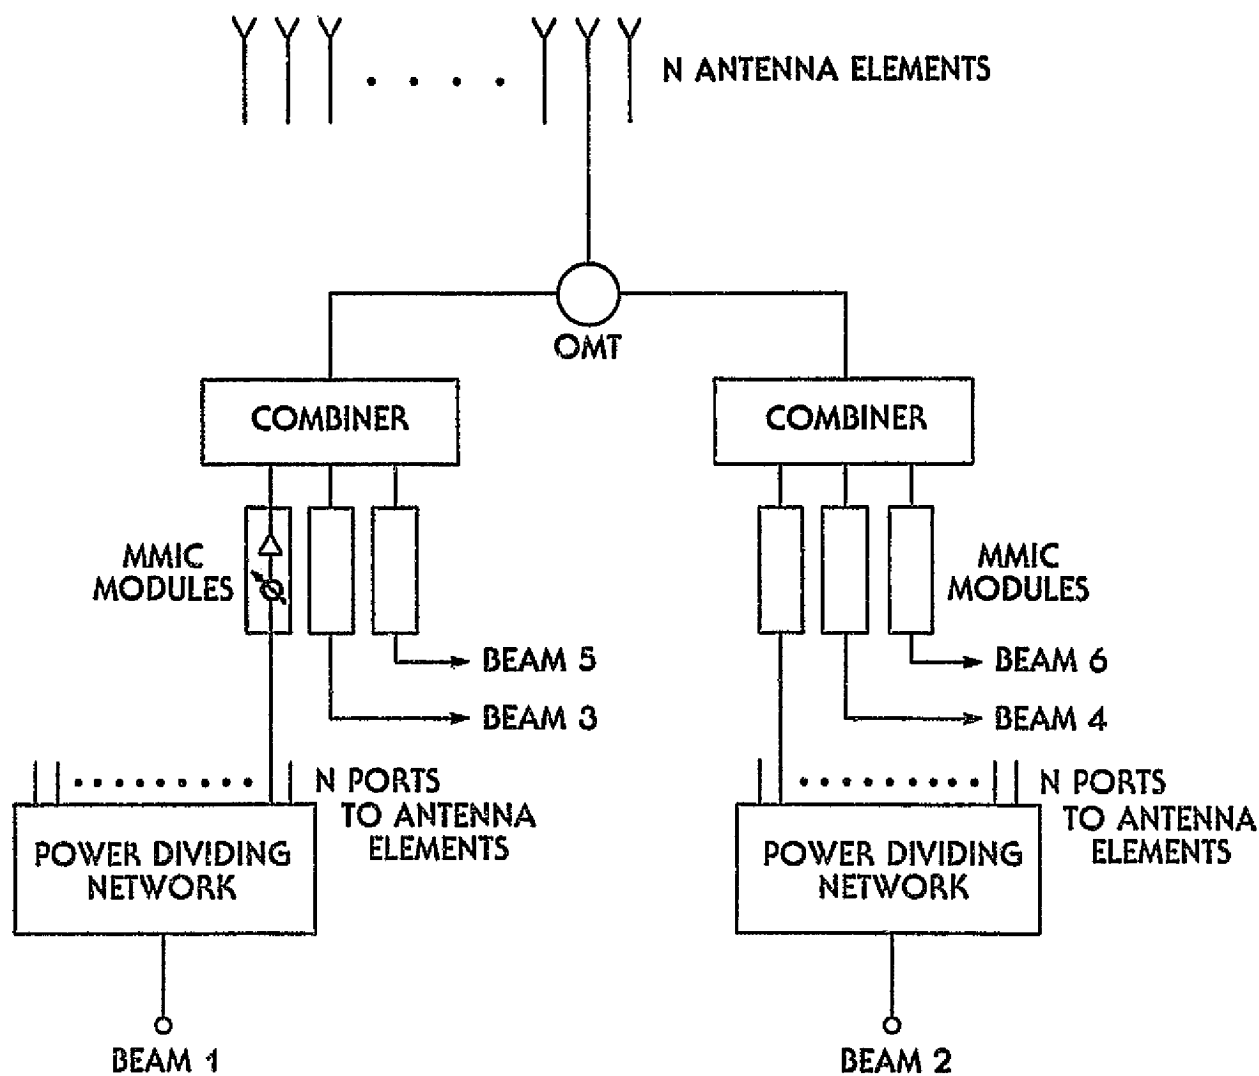 N ANTENNA ELEMENTS
OMT
COMBINER
COMBINER
MMIC
MODULES
MMIC
MODULES
BEAM 5
BEAM 6
BEAM 3
BEAM 4
N PORTS
TO ANTENNA
ELEMENTS
N PORTS
TO ANTENNA
ELEMENTS
POWER DIVIDING
NETWORK
POWER DIVIDING
NETWORK
BEAM 1
BEAM 2